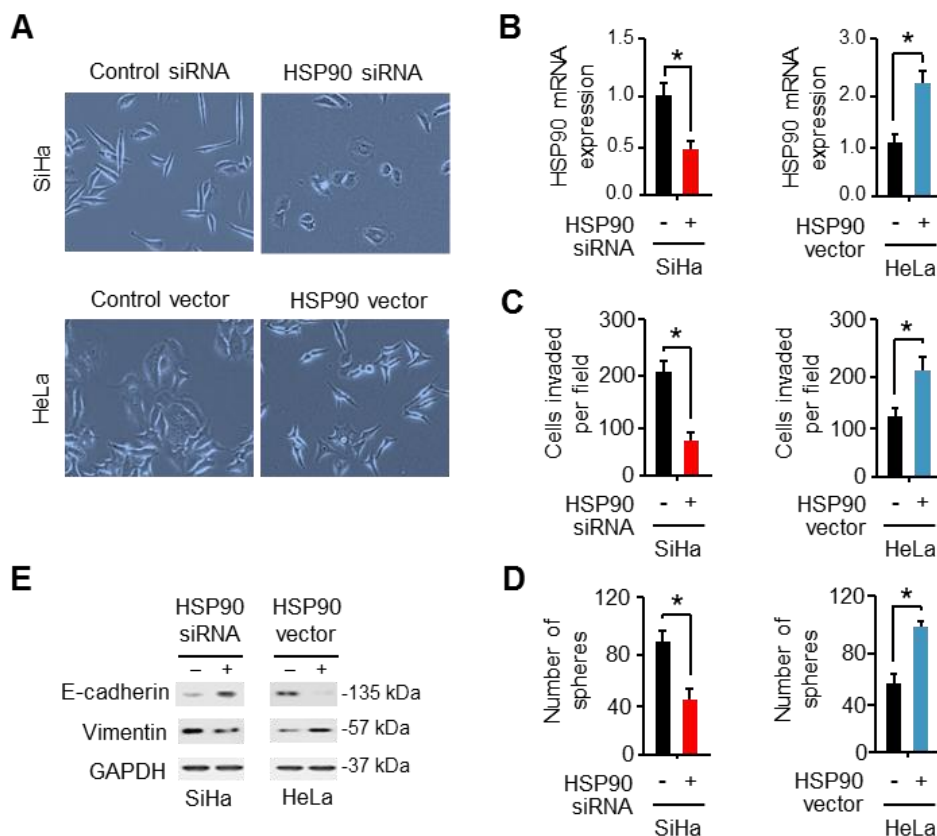 A
Control siRNA HSP90 siRNA
SiHa
Control vector HSP90 vector
HeLa
B
HSP90 mRNA
expression
1.5
1.0
0.5
0.0
*
- +
HSP90
siRNA
SiHa
HSP90 mRNA
expression
3.0
2.0
1.0
0.0
*
- +
HSP90
vector
HeLa
C
Cells invaded
per field
300
200
100
0
*
- +
HSP90
siRNA
SiHa
Cells invaded
per field
300
200
100
0
*
- +
HSP90
vector
HeLa
E
HSP90
siRNA
HSP90
vector
– + – +
E-cadherin -135 kDa
Vimentin -57 kDa
GAPDH -37 kDa
SiHa HeLa
D
Number of
spheres
120
80
40
0
*
- +
HSP90
siRNA
SiHa
Number of
spheres
120
80
40
0
*
- +
HSP90
vector
HeLa